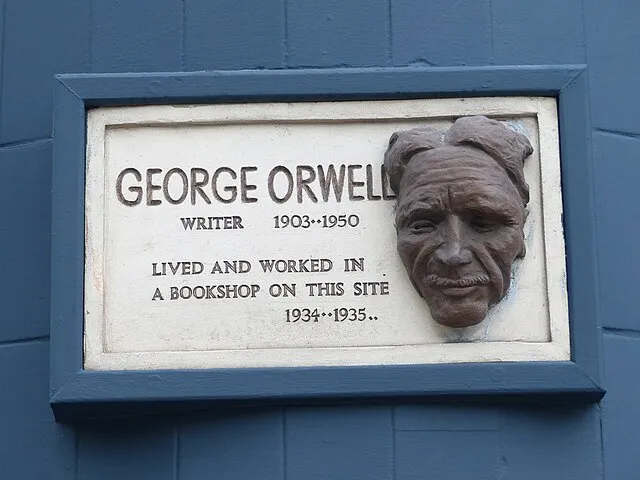 GEORGE ORWELL
WRITER 1903··1950
LIVED AND WORKED IN
A BOOKSHOP ON THIS SITE
1934··1935..